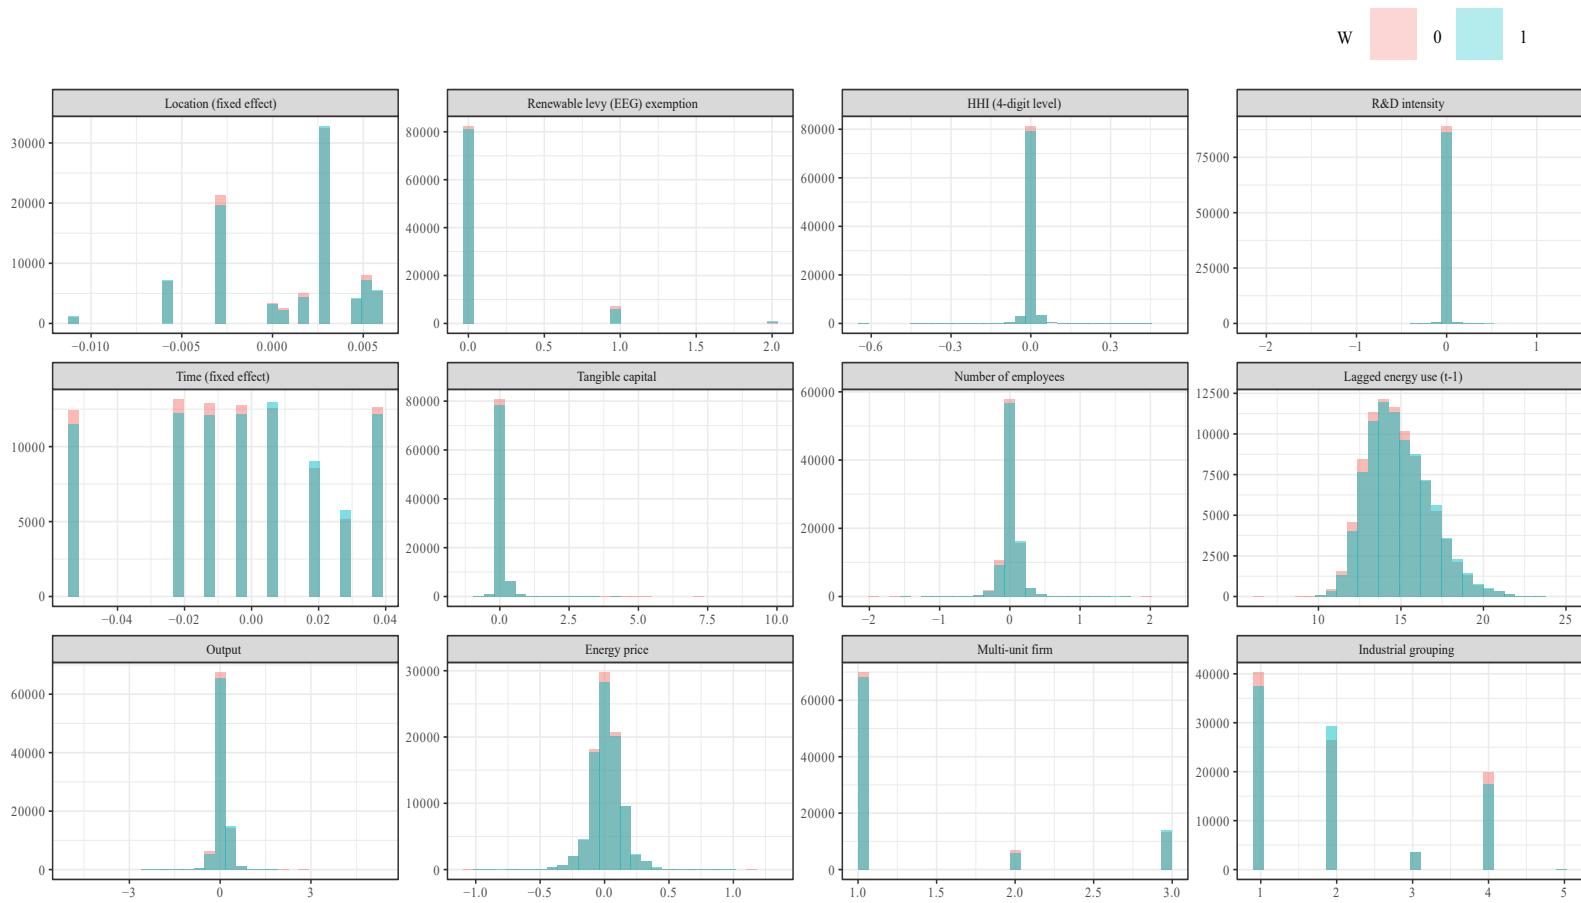 W 0 1
Location (fixed effect) Renewable levy (EEG) exemption HHI (4-digit level) R&D intensity
30000 20000 10000 0
−0.010 −0.005 0.000 0.005
80000 60000 40000 20000 0
0.0 0.5 1.0 2.0
80000 60000 40000 20000 0
−0.6 −0.3 0.0 0.3
75000 50000 25000 0
−2 −1 0 1
Time (fixed effect) Tangible capital Number of employees Lagged energy use (t-1)
10000 5000 0
−0.04 −0.02 0.00 0.02 0.04
80000 60000 40000 20000 0
0.0 2.5 5.0 7.5 10.0
60000 40000 20000 0
−2 −1 0 1 2
12500 10000 7500 5000 2500 0
10 15 20 25
Output Energy price Multi-unit firm Industrial grouping
60000 40000 20000 0
−3 0 3
30000 20000 10000 0
−1.0 −0.5 0.0 0.5 1.0
60000 40000 20000 0
1.0 1.5 2.0 2.5 3.0
40000 30000 20000 10000 0
1 2 3 4 5